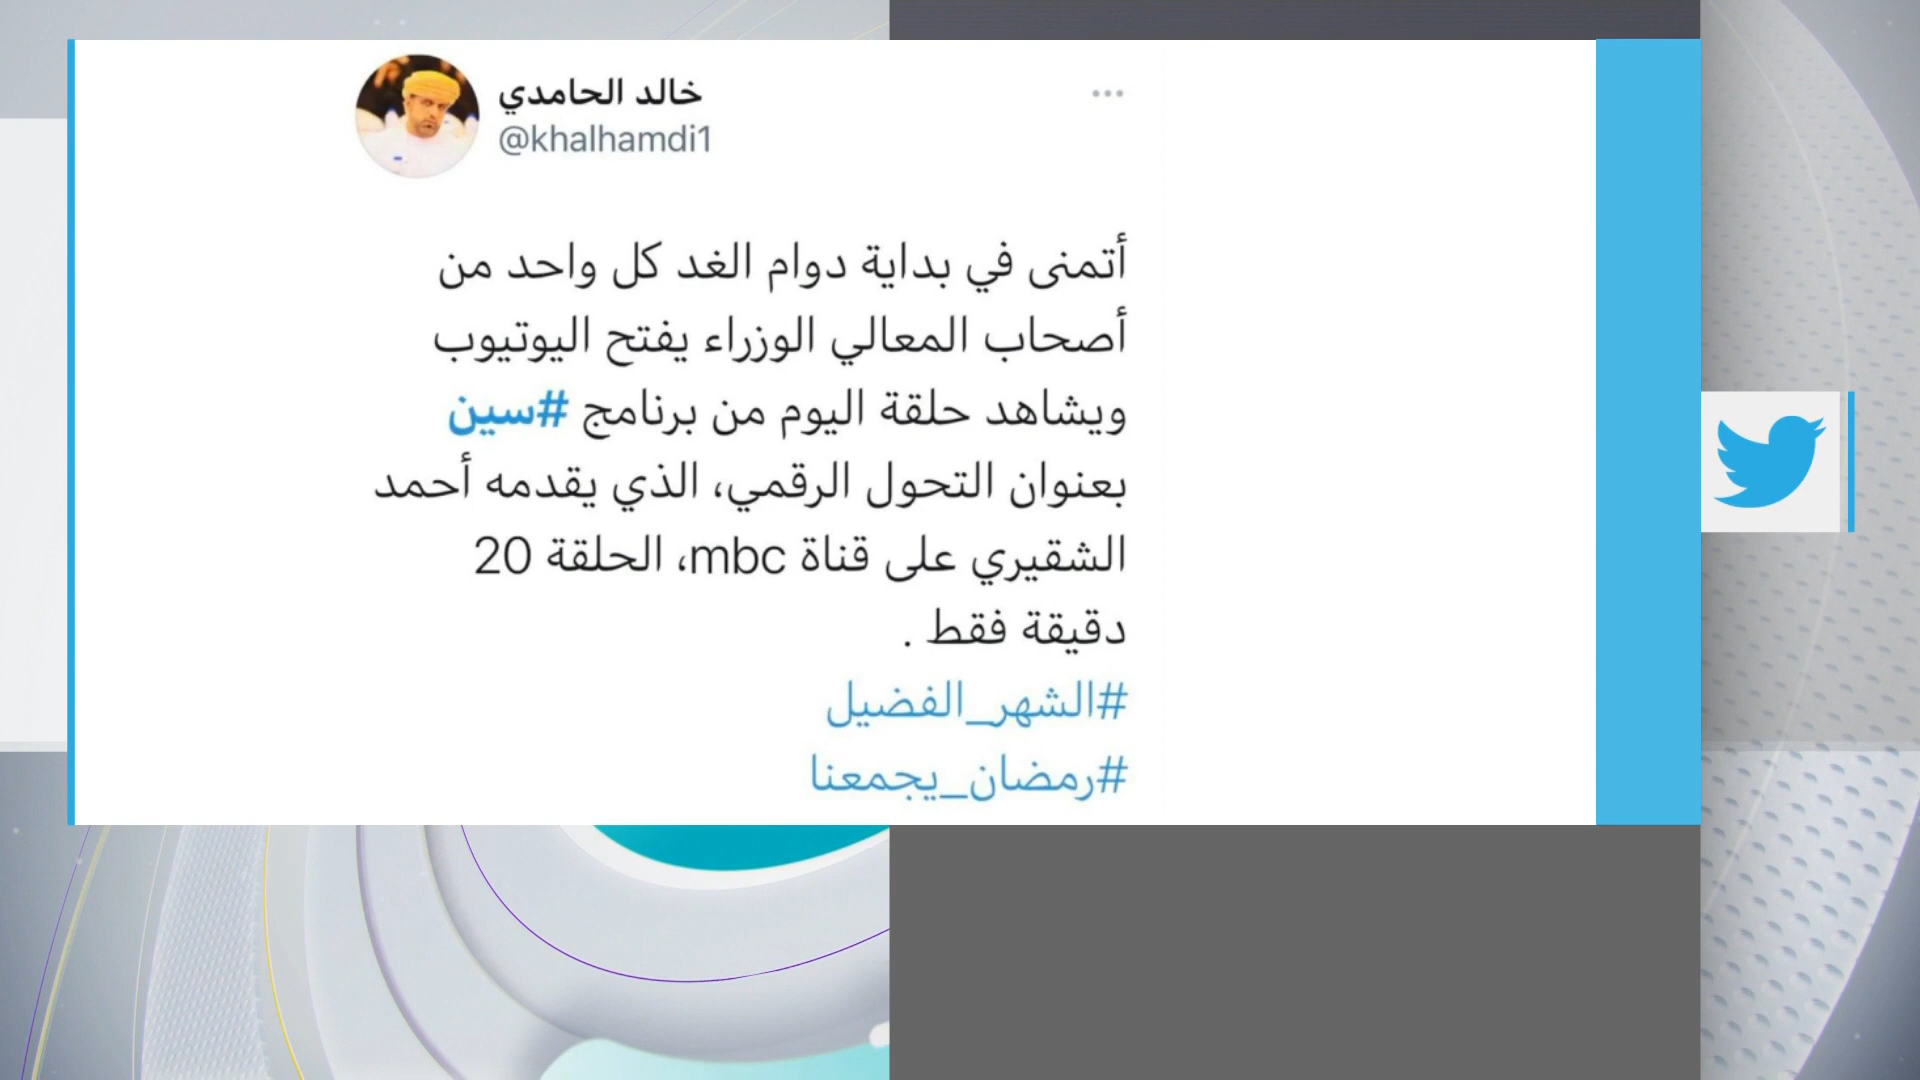 خالد الحامدي
@khalhamdi1
أتمنى في بداية دوام الغد كل واحد من
أصحاب المعالي الوزراء يفتح اليوتيوب
ويشاهد حلقة اليوم من برنامج #سين
بعنوان التحول الرقمي، الذي يقدمه أحمد
الشقيري على قناة mbc، الحلقة 20
دقيقة فقط .
#الشهر_الفضيل
#رمضان_يجمعنا